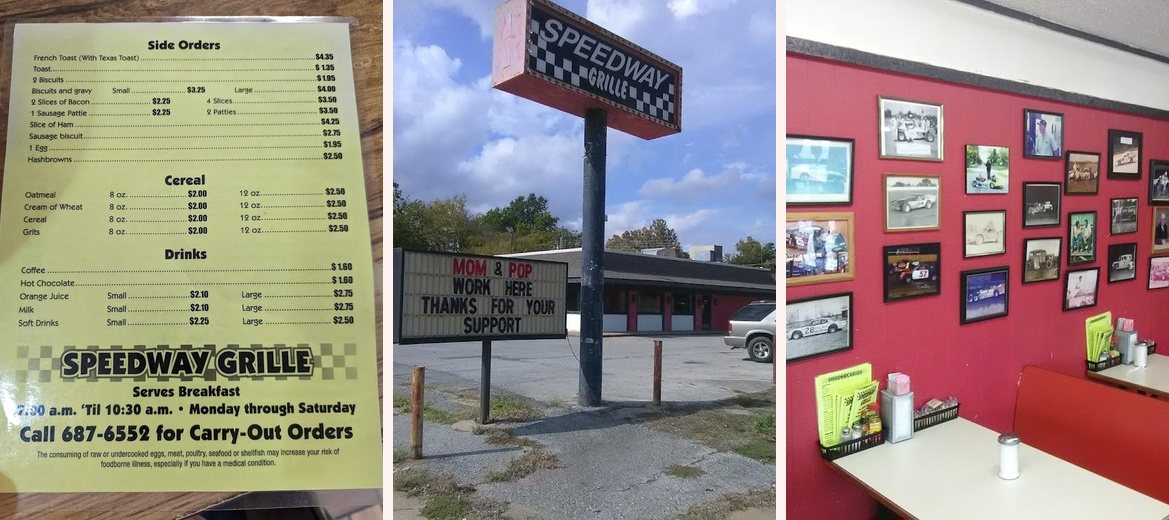 Side Orders
French Toast (With Texas Toast) $4.35
Toast $1.35
2 Biscuits $1.95
Biscuits and gravy Small $3.25 Large $4.00
2 Slices of Bacon $2.25 4 Slices $3.50
1 Sausage Pattie $2.25 2 Patties $3.50
Slice of Ham $4.25
Sausage biscuit $2.75
1 Egg $1.95
Hashbrowns $2.50
Cereal
Oatmeal 8 oz. $2.00 12 oz. $2.50
Cream of Wheat 8 oz. $2.00 12 oz. $2.50
Cereal 8 oz. $2.00 12 oz. $2.50
Grits 8 oz. $2.00 12 oz. $2.50
Drinks
Coffee $1.60
Hot Chocolate $1.60
Orange Juice Small $2.10 Large $2.75
Milk Small $2.10 Large $2.75
Soft Drinks Small $2.25 Large $2.50
SPEEDWAY GRILLE
Serves Breakfast
a.m. 'Til 10:30 a.m. • Monday through Saturday
Call 687-6552 for Carry-Out Orders
The consuming of raw or undercooked eggs, meat, poultry, seafood or shellfish may increase your risk of
foodborne illness, especially if you have a medical condition.
SPEEDWAY
GRILLE
MOM & POP
WORK HERE
THANKS FOR YOUR
SUPPORT